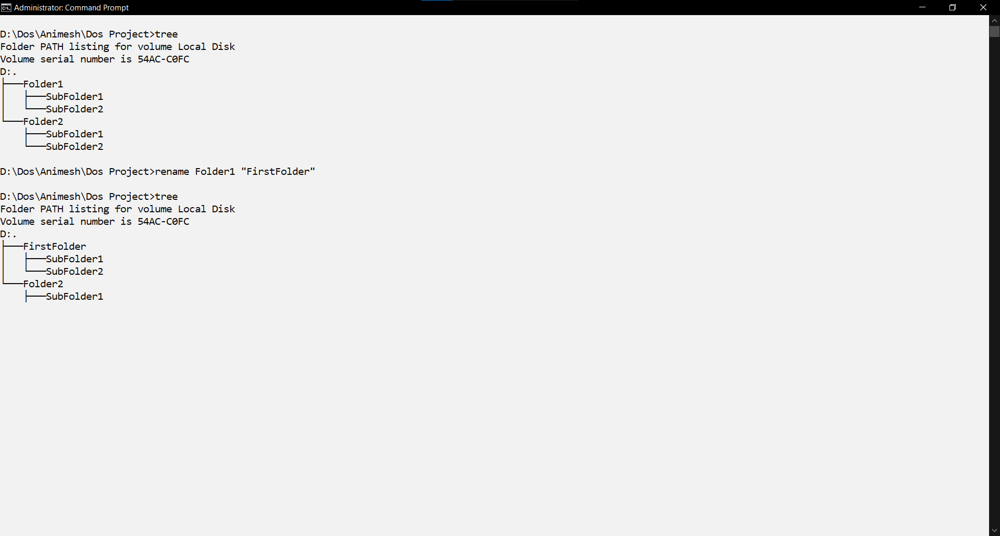 Administrator: Command Prompt
D:\Dos\Animesh\Dos Project>tree
Folder PATH listing for volume Local Disk
Volume serial number is 54AC-C0FC
D:.
├───Folder1
│   ├───SubFolder1
│   └───SubFolder2
└───Folder2
    ├───SubFolder1
    └───SubFolder2
D:\Dos\Animesh\Dos Project>rename Folder1 "FirstFolder"
D:\Dos\Animesh\Dos Project>tree
Folder PATH listing for volume Local Disk
Volume serial number is 54AC-C0FC
D:.
├───FirstFolder
│   ├───SubFolder1
│   └───SubFolder2
└───Folder2
    ├───SubFolder1